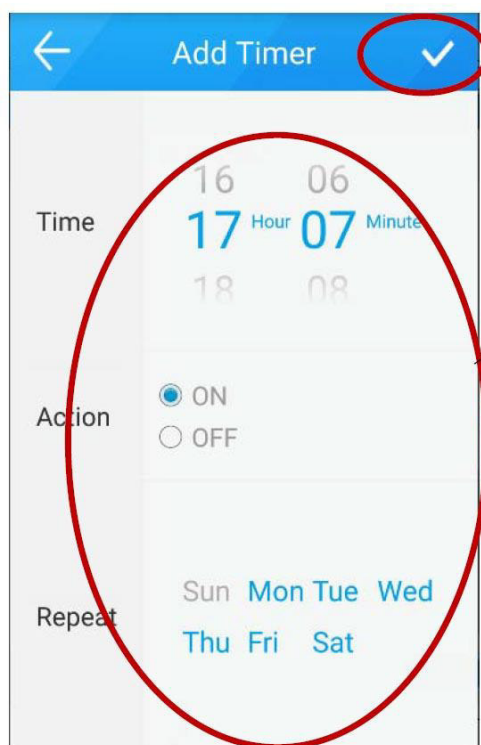 Add Timer
16 06
Time
17 Hour 07 Minute
18 08
Action
ON
OFF
Repeat
Sun Mon Tue Wed
Thu Fri Sat